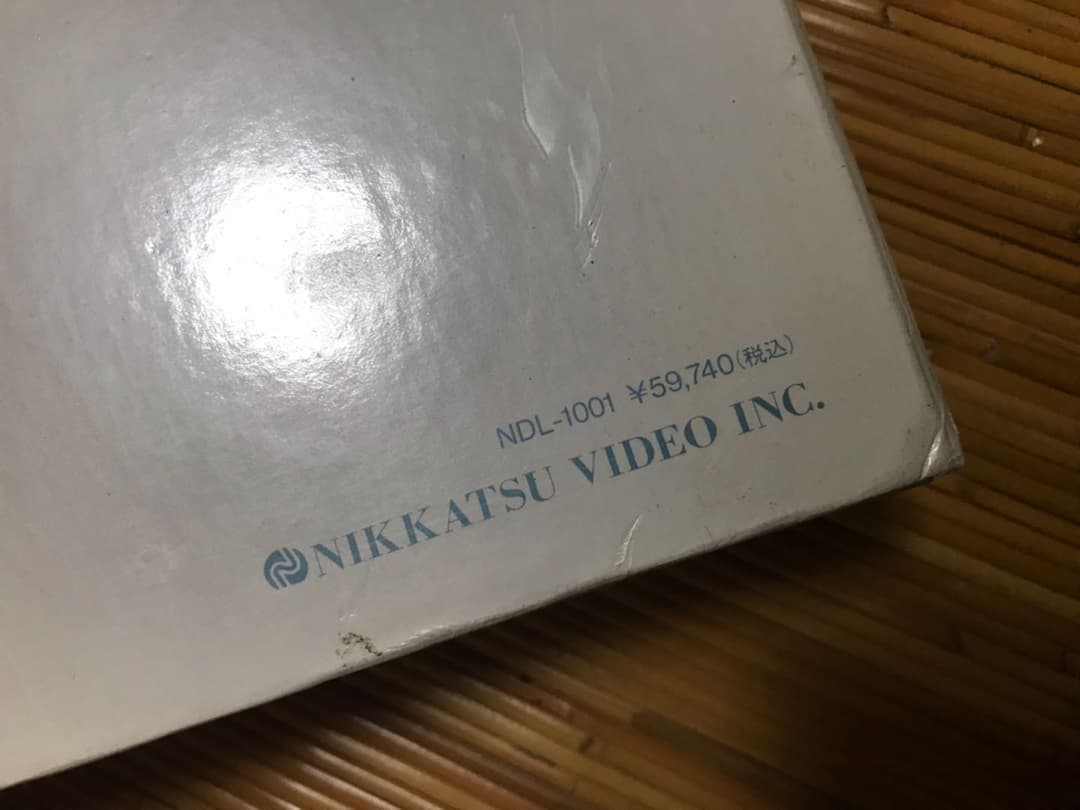 NDL-1001 ¥59,740(税込)
NIKKATSU VIDEO INC.